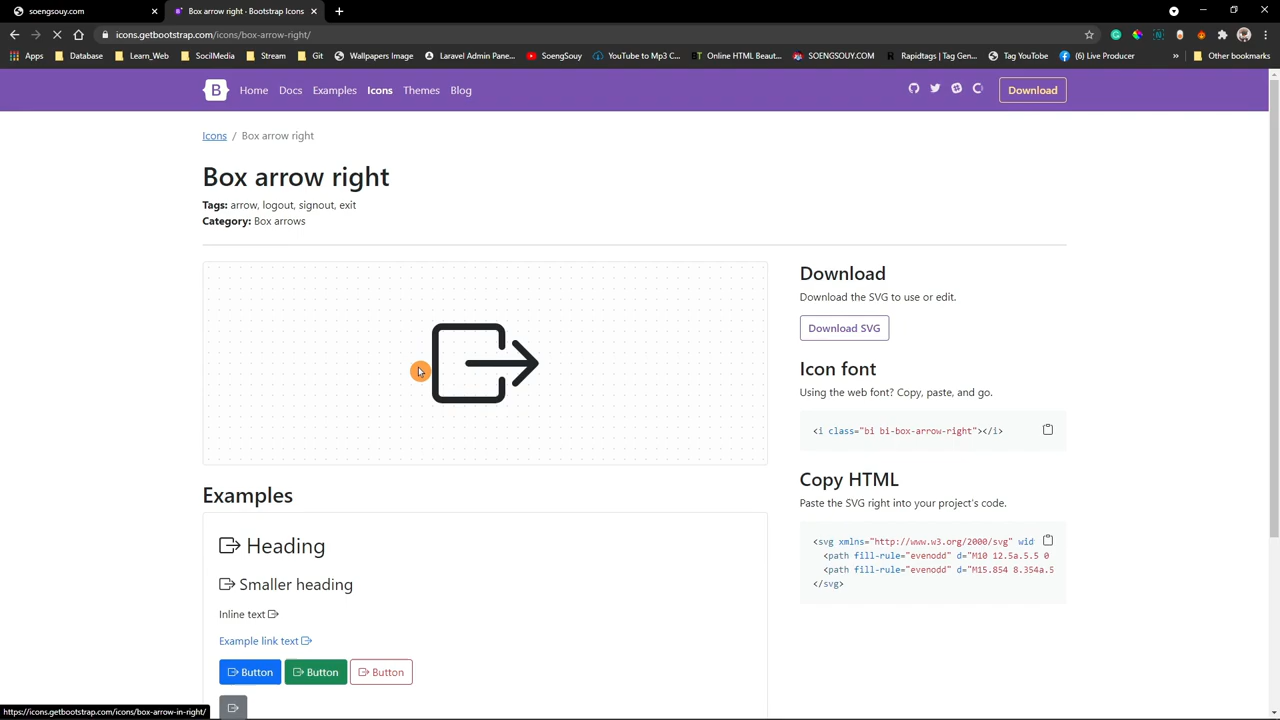 soengsouy.com
Box arrow right · Bootstrap Icons
icons.getbootstrap.com/icons/box-arrow-right/
Apps
Database
Learn_Web
SociMedia
Stream
Git
Wallpapers Image
Laravel Admin Pane...
SoengSouy
YouTube to Mp3 C...
BT
Online HTML Beaut...
SOENGSOUY.COM
Rapidtags | Tag Gen...
Tag YouTube
(6) Live Producer
»
Other bookmarks
B
Home
Docs
Examples
Icons
Themes
Blog
Download
Icons / Box arrow right
Box arrow right
Tags: arrow, logout, signout, exit
Category: Box arrows
Download
Download the SVG to use or edit.
Download SVG
Icon font
Using the web font? Copy, paste, and go.
<i class="bi bi-box-arrow-right"></i>
Copy HTML
Paste the SVG right into your project's code.
<svg xmlns="http://www.w3.org/2000/svg" wid
<path fill-rule="evenodd" d="M10 12.5a.5.5 0
<path fill-rule="evenodd" d="M15.854 8.354a.5
</svg>
Examples
Heading
Smaller heading
Inline text
Example link text
Button
Button
Button
https://icons.getbootstrap.com/icons/box-arrow-in-right/